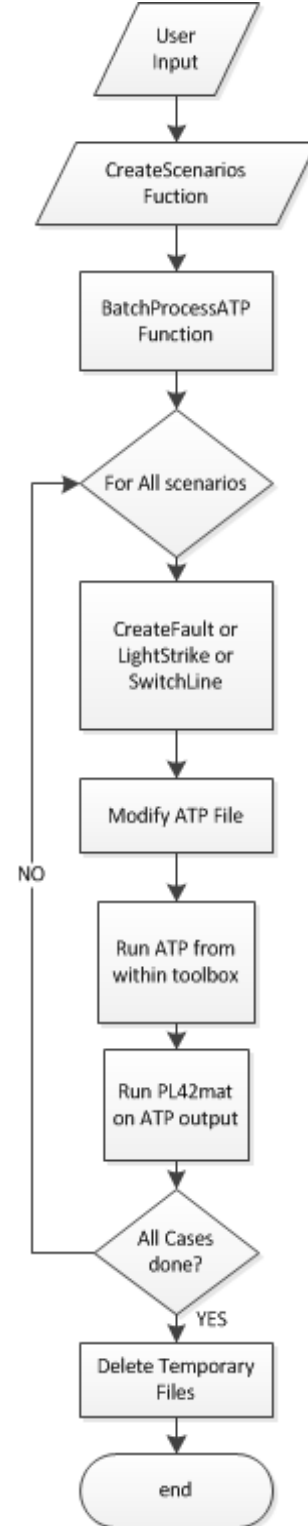 User
Input
CreateScenarios
Fuction
BatchProcessATP
Function
For All scenarios
CreateFault or
LightStrike or
SwitchLine
Modify ATP File
NO
Run ATP from
within toolbox
Run PL42mat
on ATP output
All Cases
done?
YES
Delete Temporary
Files
end